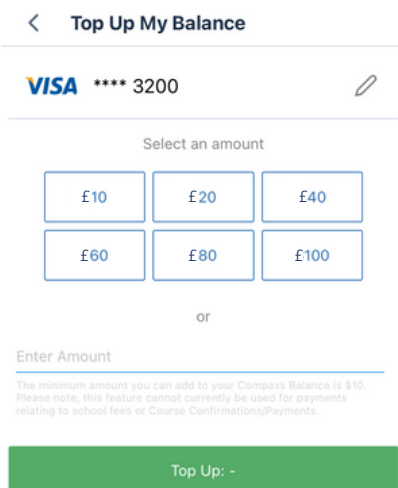 Top Up My Balance
VISA **** 3200
Select an amount
£10 £20 £40
£60 £80 £100
or
Enter Amount
The minimum amount you can add to your Compass Balance is $10.
Please note, this feature cannot currently be used for payments
relating to school fees or Course Confirmations/Payments.
Top Up: -